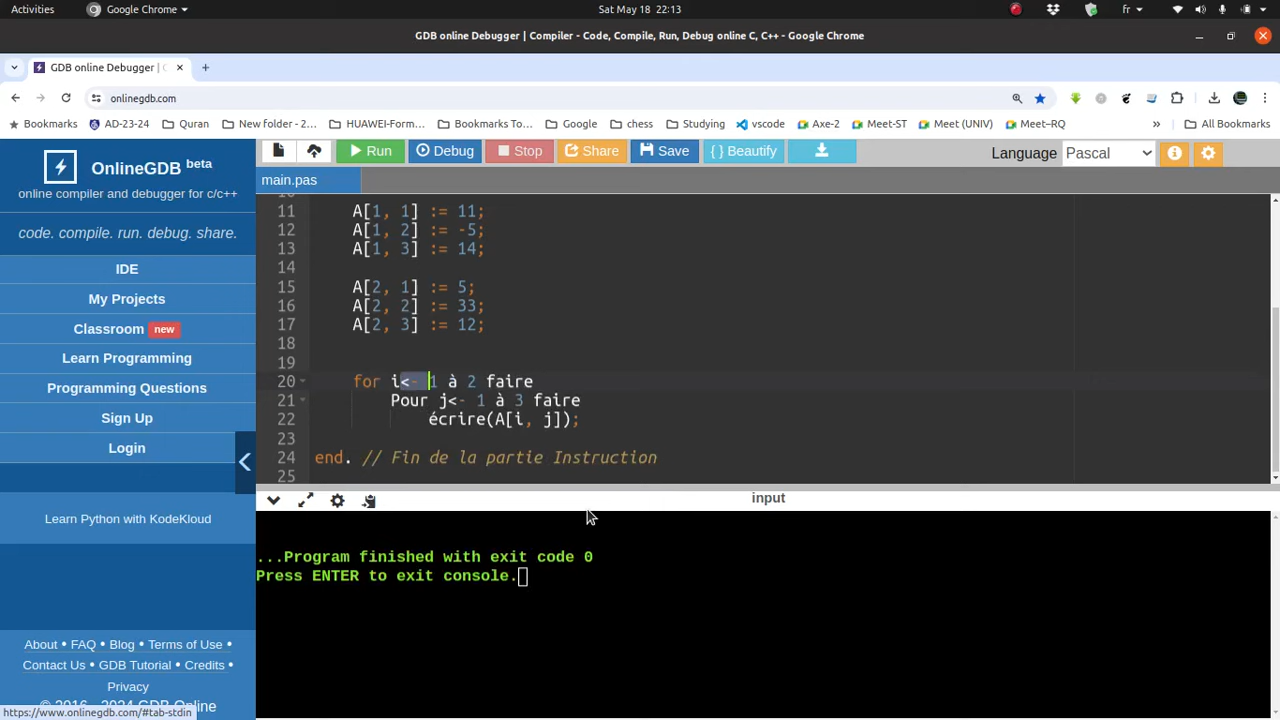 Activities
Google Chrome
Sat May 18 22:13
fr
GDB online Debugger | Compiler - Code, Compile, Run, Debug online C, C++ - Google Chrome
GDB online Debugger | C
onlinegdb.com
Bookmarks
AD-23-24
Quran
New folder - 2...
HUAWEI-Form...
Bookmarks To...
Google
chess
Studying
vscode
Axe-2
Meet-ST
Meet (UNIV)
Meet–RQ
»
All Bookmarks
OnlineGDB beta
online compiler and debugger for c/c++
code. compile. run. debug. share.
IDE
My Projects
Classroom new
Learn Programming
Programming Questions
Sign Up
Login
Learn Python with KodeKloud
About • FAQ • Blog • Terms of Use •
Contact Us • GDB Tutorial • Credits •
Privacy
© 2016 - 2024 GDB Online
https://www.onlinegdb.com/#tab-stdin
Run
Debug
Stop
Share
Save
{ } Beautify
Language Pascal
main.pas
10
11 A[1, 1] := 11;
12 A[1, 2] := -5;
13 A[1, 3] := 14;
14
15 A[2, 1] := 5;
16 A[2, 2] := 33;
17 A[2, 3] := 12;
18
19
20 for i<- 1 à 2 faire
21 Pour j<- 1 à 3 faire
22 écrire(A[i, j]);
23
24 end. // Fin de la partie Instruction
25
input
...Program finished with exit code 0
Press ENTER to exit console.